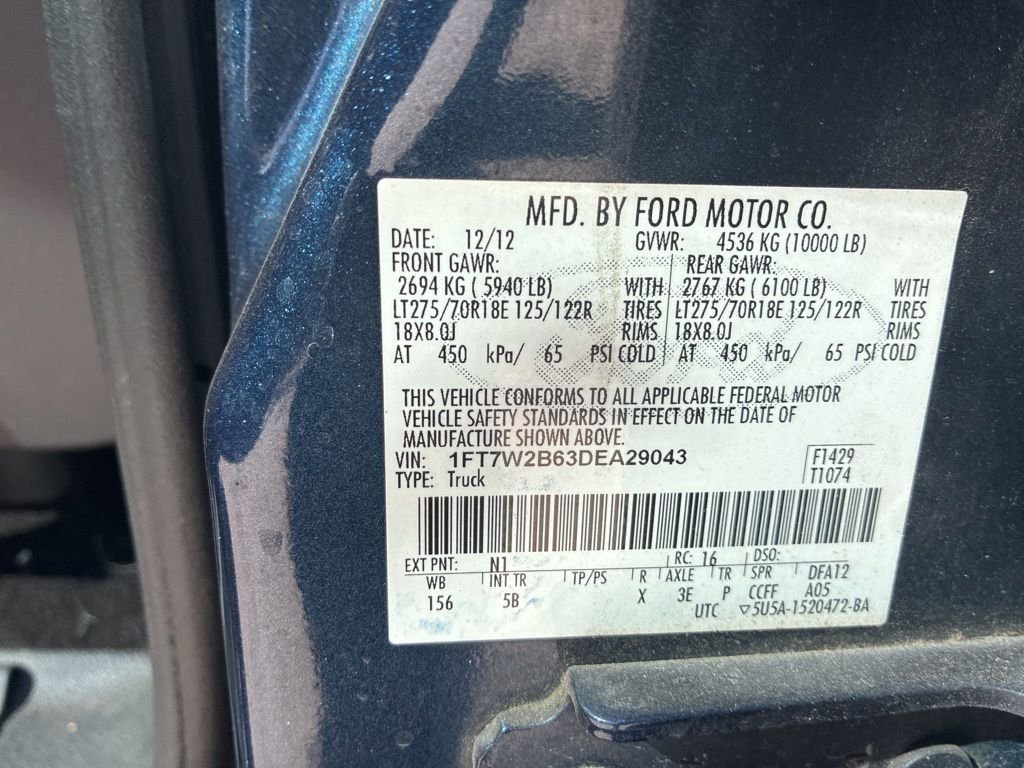 MFD. BY FORD MOTOR CO.
DATE: 12/12 GVWR: 4536 KG (10000 LB)
FRONT GAWR: REAR GAWR:
2694 KG ( 5940 LB) WITH 2767 KG ( 6100 LB) WITH
LT275/70R18E 125/122R TIRES LT275/70R18E 125/122R TIRES
18X8.0J RIMS 18X8.0J RIMS
AT 450 kPa/ 65 PSI COLD AT 450 kPa/ 65 PSI COLD
THIS VEHICLE CONFORMS TO ALL APPLICABLE FEDERAL MOTOR
VEHICLE SAFETY STANDARDS IN EFFECT ON THE DATE OF
MANUFACTURE SHOWN ABOVE.
VIN: 1FT7W2B63DEA29043 F1429
TYPE: Truck T1074
EXT PNT: N1 RC: 16 DSO:
WB INT TR TP/PS R AXLE TR SPR DFA12
156 5B X 3E P CCFF A05
UTC ▽5U5A-1520472-BA